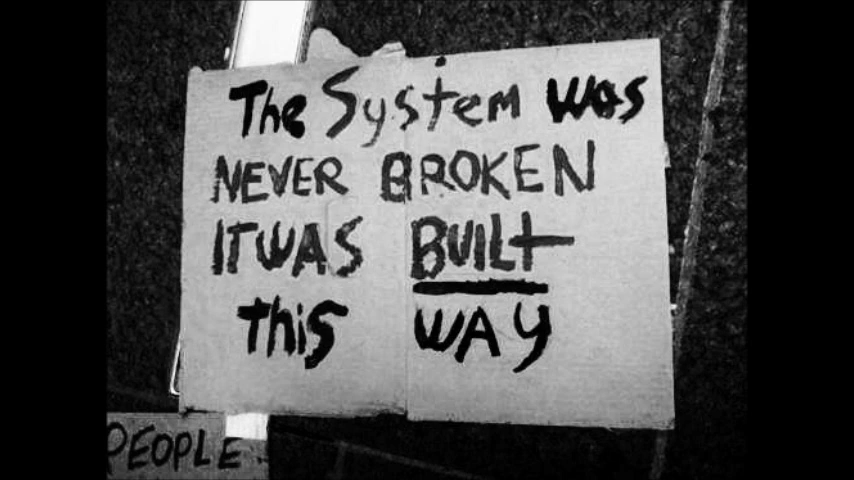 The System was
NEVER BROKEN
IT WAS BUILt
this WAY
PEOPLE